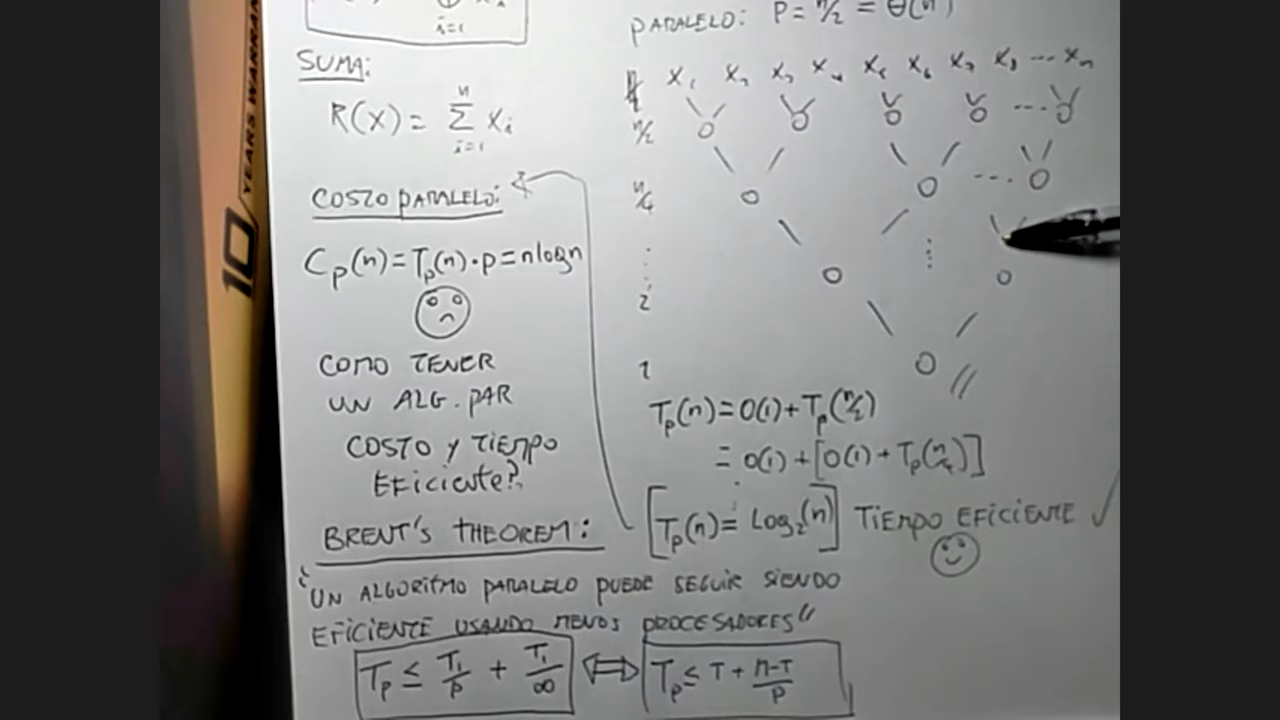 i=1
SUMA:
R(X) = Σ Xi
n
i=1
COSTO PARALELO:
Cp(n) = Tp(n) · p = n log n
COMO TENER
UN ALG. PAR
COSTO Y TIEMPO
EFICIENTE?
BRENT'S THEOREM:
"UN ALGORITMO PARALELO PUEDE SEGUIR SIENDO
EFICIENTE USANDO MENOS PROCESADORES"
Tp ≤ T1/p + T1/∞ ⟺ Tp ≤ T + n-T/p
PARALELO: P = n/2 = Θ(n)
X1 X2 X3 X4 X5 X6 X7 X8 ... Xn
n/2
n/4
2
1
Tp(n) = O(1) + Tp(n/2)
= O(1) + [O(1) + Tp(n/4)]
[Tp(n) = Log2(n)] TIEMPO EFICIENTE ✓
10 YEARS WARRAN